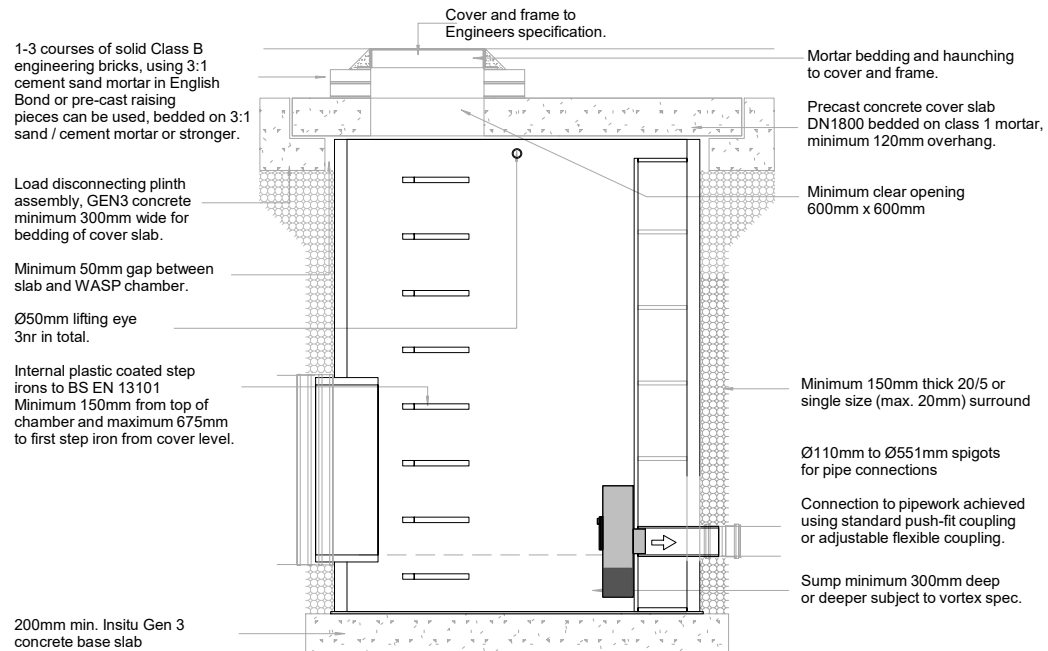 Cover and frame to
Engineers specification.
1-3 courses of solid Class B
engineering bricks, using 3:1
cement sand mortar in English
Bond or pre-cast raising
pieces can be used, bedded on 3:1
sand / cement mortar or stronger.
Load disconnecting plinth
assembly, GEN3 concrete
minimum 300mm wide for
bedding of cover slab.
Minimum 50mm gap between
slab and WASP chamber.
Ø50mm lifting eye
3nr in total.
Internal plastic coated step
irons to BS EN 13101
Minimum 150mm from top of
chamber and maximum 675mm
to first step iron from cover level.
200mm min. Insitu Gen 3
concrete base slab
Mortar bedding and haunching
to cover and frame.
Precast concrete cover slab
DN1800 bedded on class 1 mortar,
minimum 120mm overhang.
Minimum clear opening
600mm x 600mm
Minimum 150mm thick 20/5 or
single size (max. 20mm) surround
Ø110mm to Ø551mm spigots
for pipe connections
Connection to pipework achieved
using standard push-fit coupling
or adjustable flexible coupling.
Sump minimum 300mm deep
or deeper subject to vortex spec.